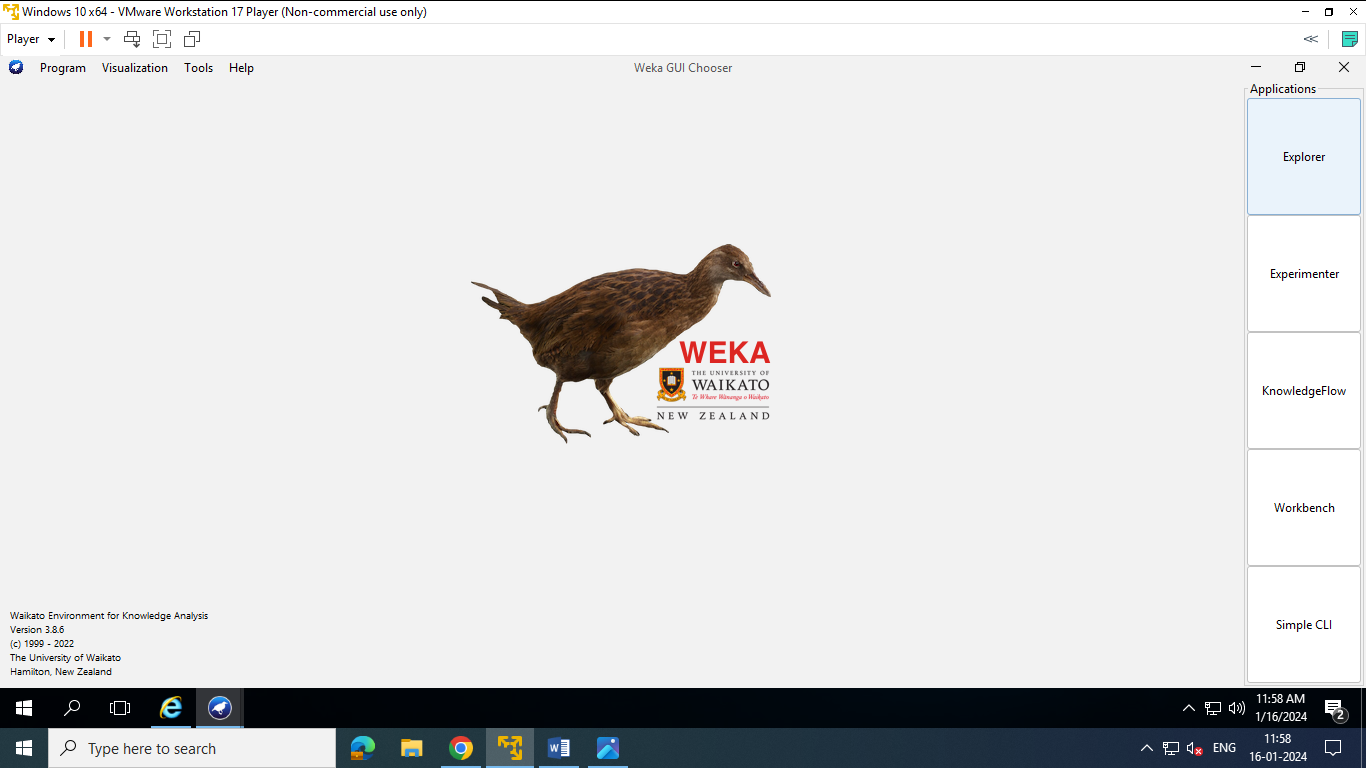 Windows 10 x64 - VMware Workstation 17 Player (Non-commercial use only)
Player
Program Visualization Tools Help
Weka GUI Chooser
Applications
Explorer
Experimenter
KnowledgeFlow
Workbench
Simple CLI
WEKA
THE UNIVERSITY OF
WAIKATO
Te Whare Wānanga o Waikato
NEW ZEALAND
Waikato Environment for Knowledge Analysis
Version 3.8.6
(c) 1999 - 2022
The University of Waikato
Hamilton, New Zealand
11:58 AM
1/16/2024
2
Type here to search
ENG
11:58
16-01-2024